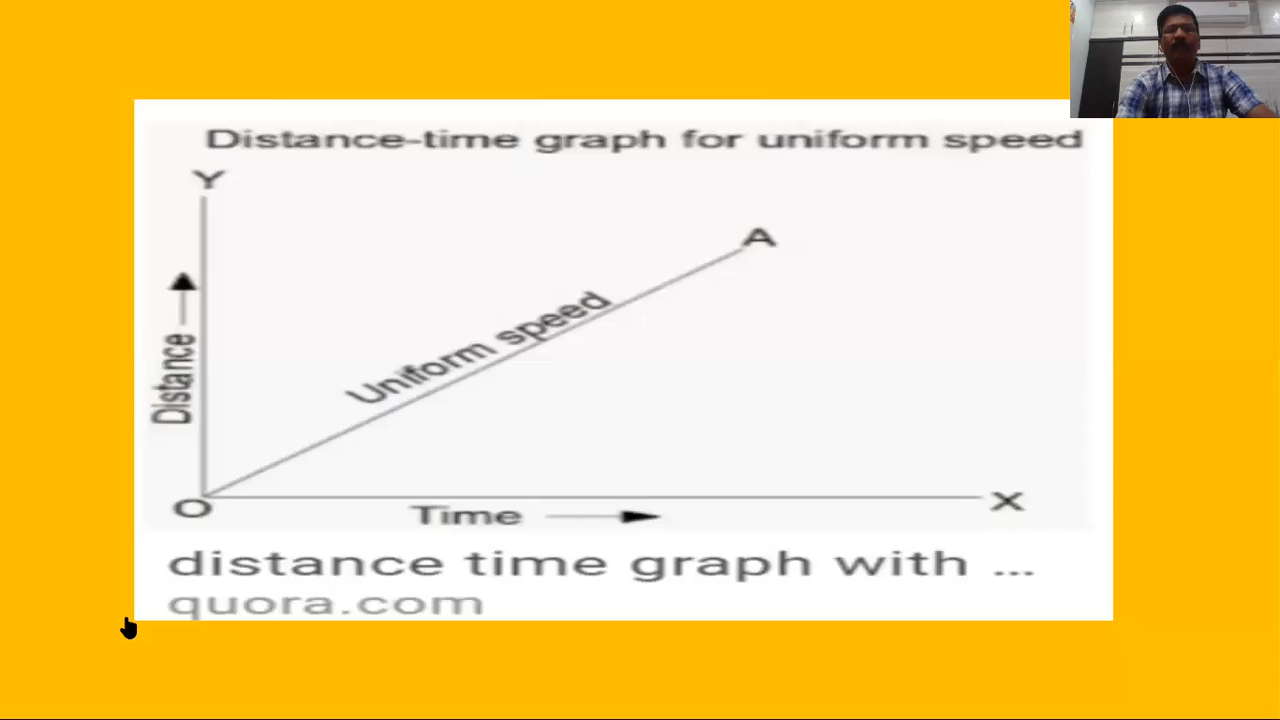 Distance-time graph for uniform speed
Y
A
Uniform speed
Distance
O
Time
X
distance time graph with ...
quora.com